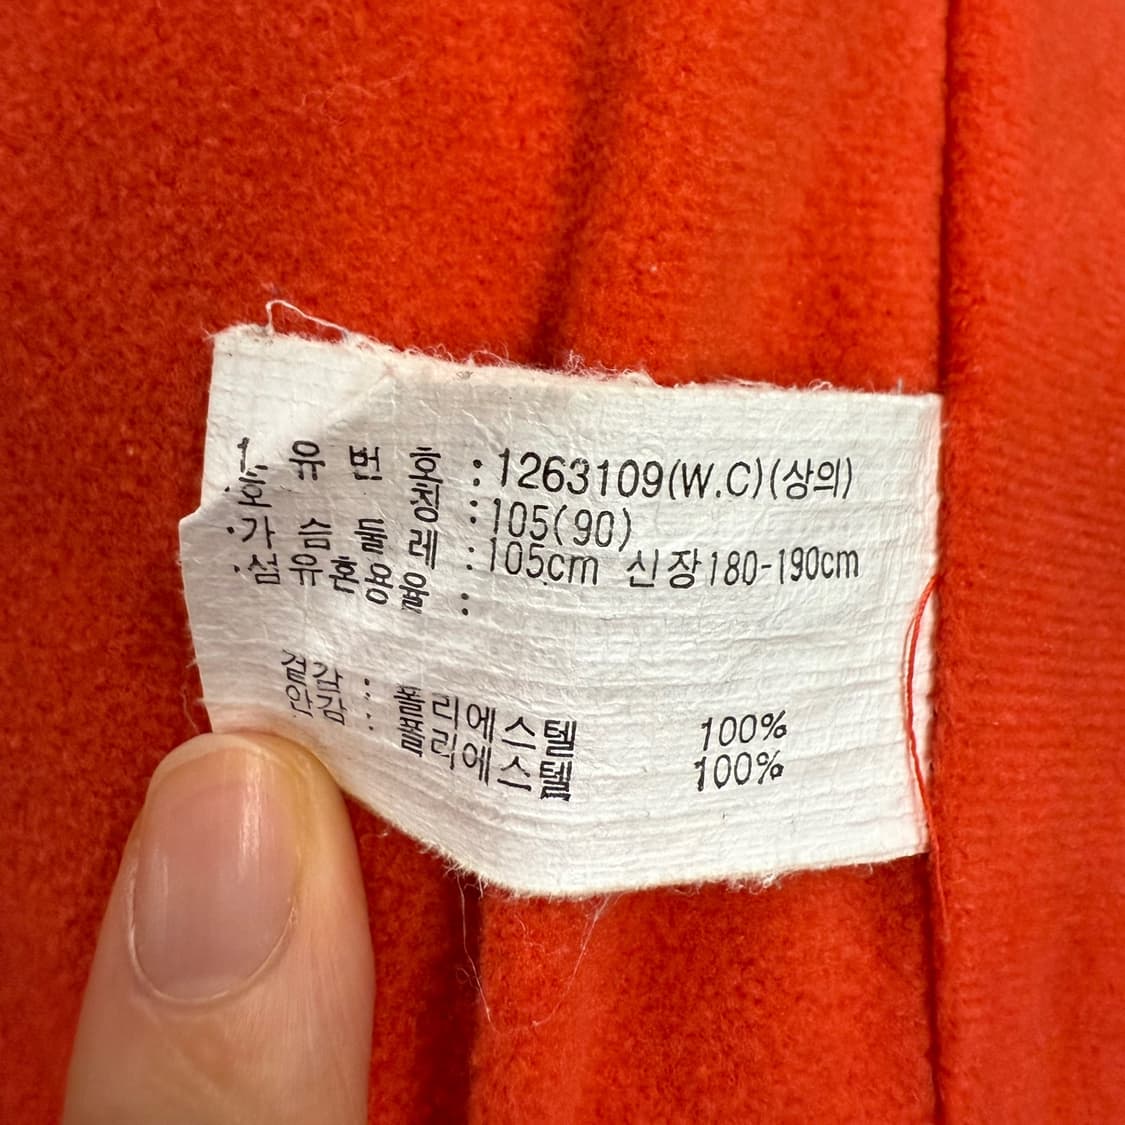 1. 유 번 호 : 1263109(W.C)(상의)
·호 칭 : 105(90)
·가 슴 둘 레 : 105cm 신장180-190cm
·섬유혼용율 :
겉감 : 폴리에스텔 100%
안감 : 폴리에스텔 100%